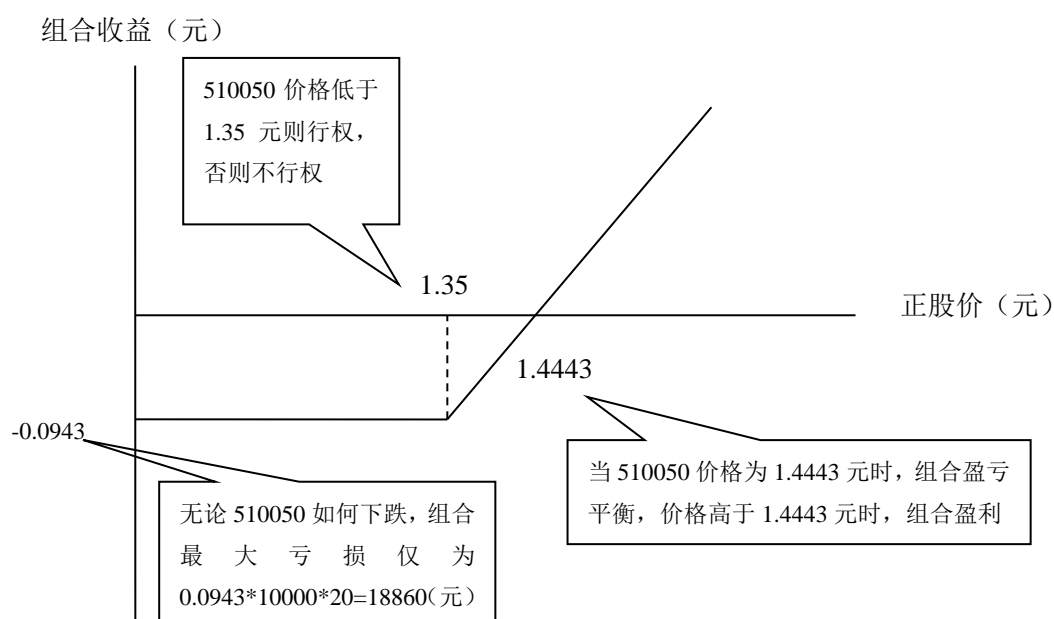 组合收益（元）
510050 价格低于
1.35 元则行权，
否则不行权
1.35
正股价（元）
1.4443
-0.0943
当 510050 价格为 1.4443 元时，组合盈亏
平衡，价格高于 1.4443 元时，组合盈利
无论 510050 如何下跌，组合
最大亏损仅为
0.0943*10000*20=18860（元）